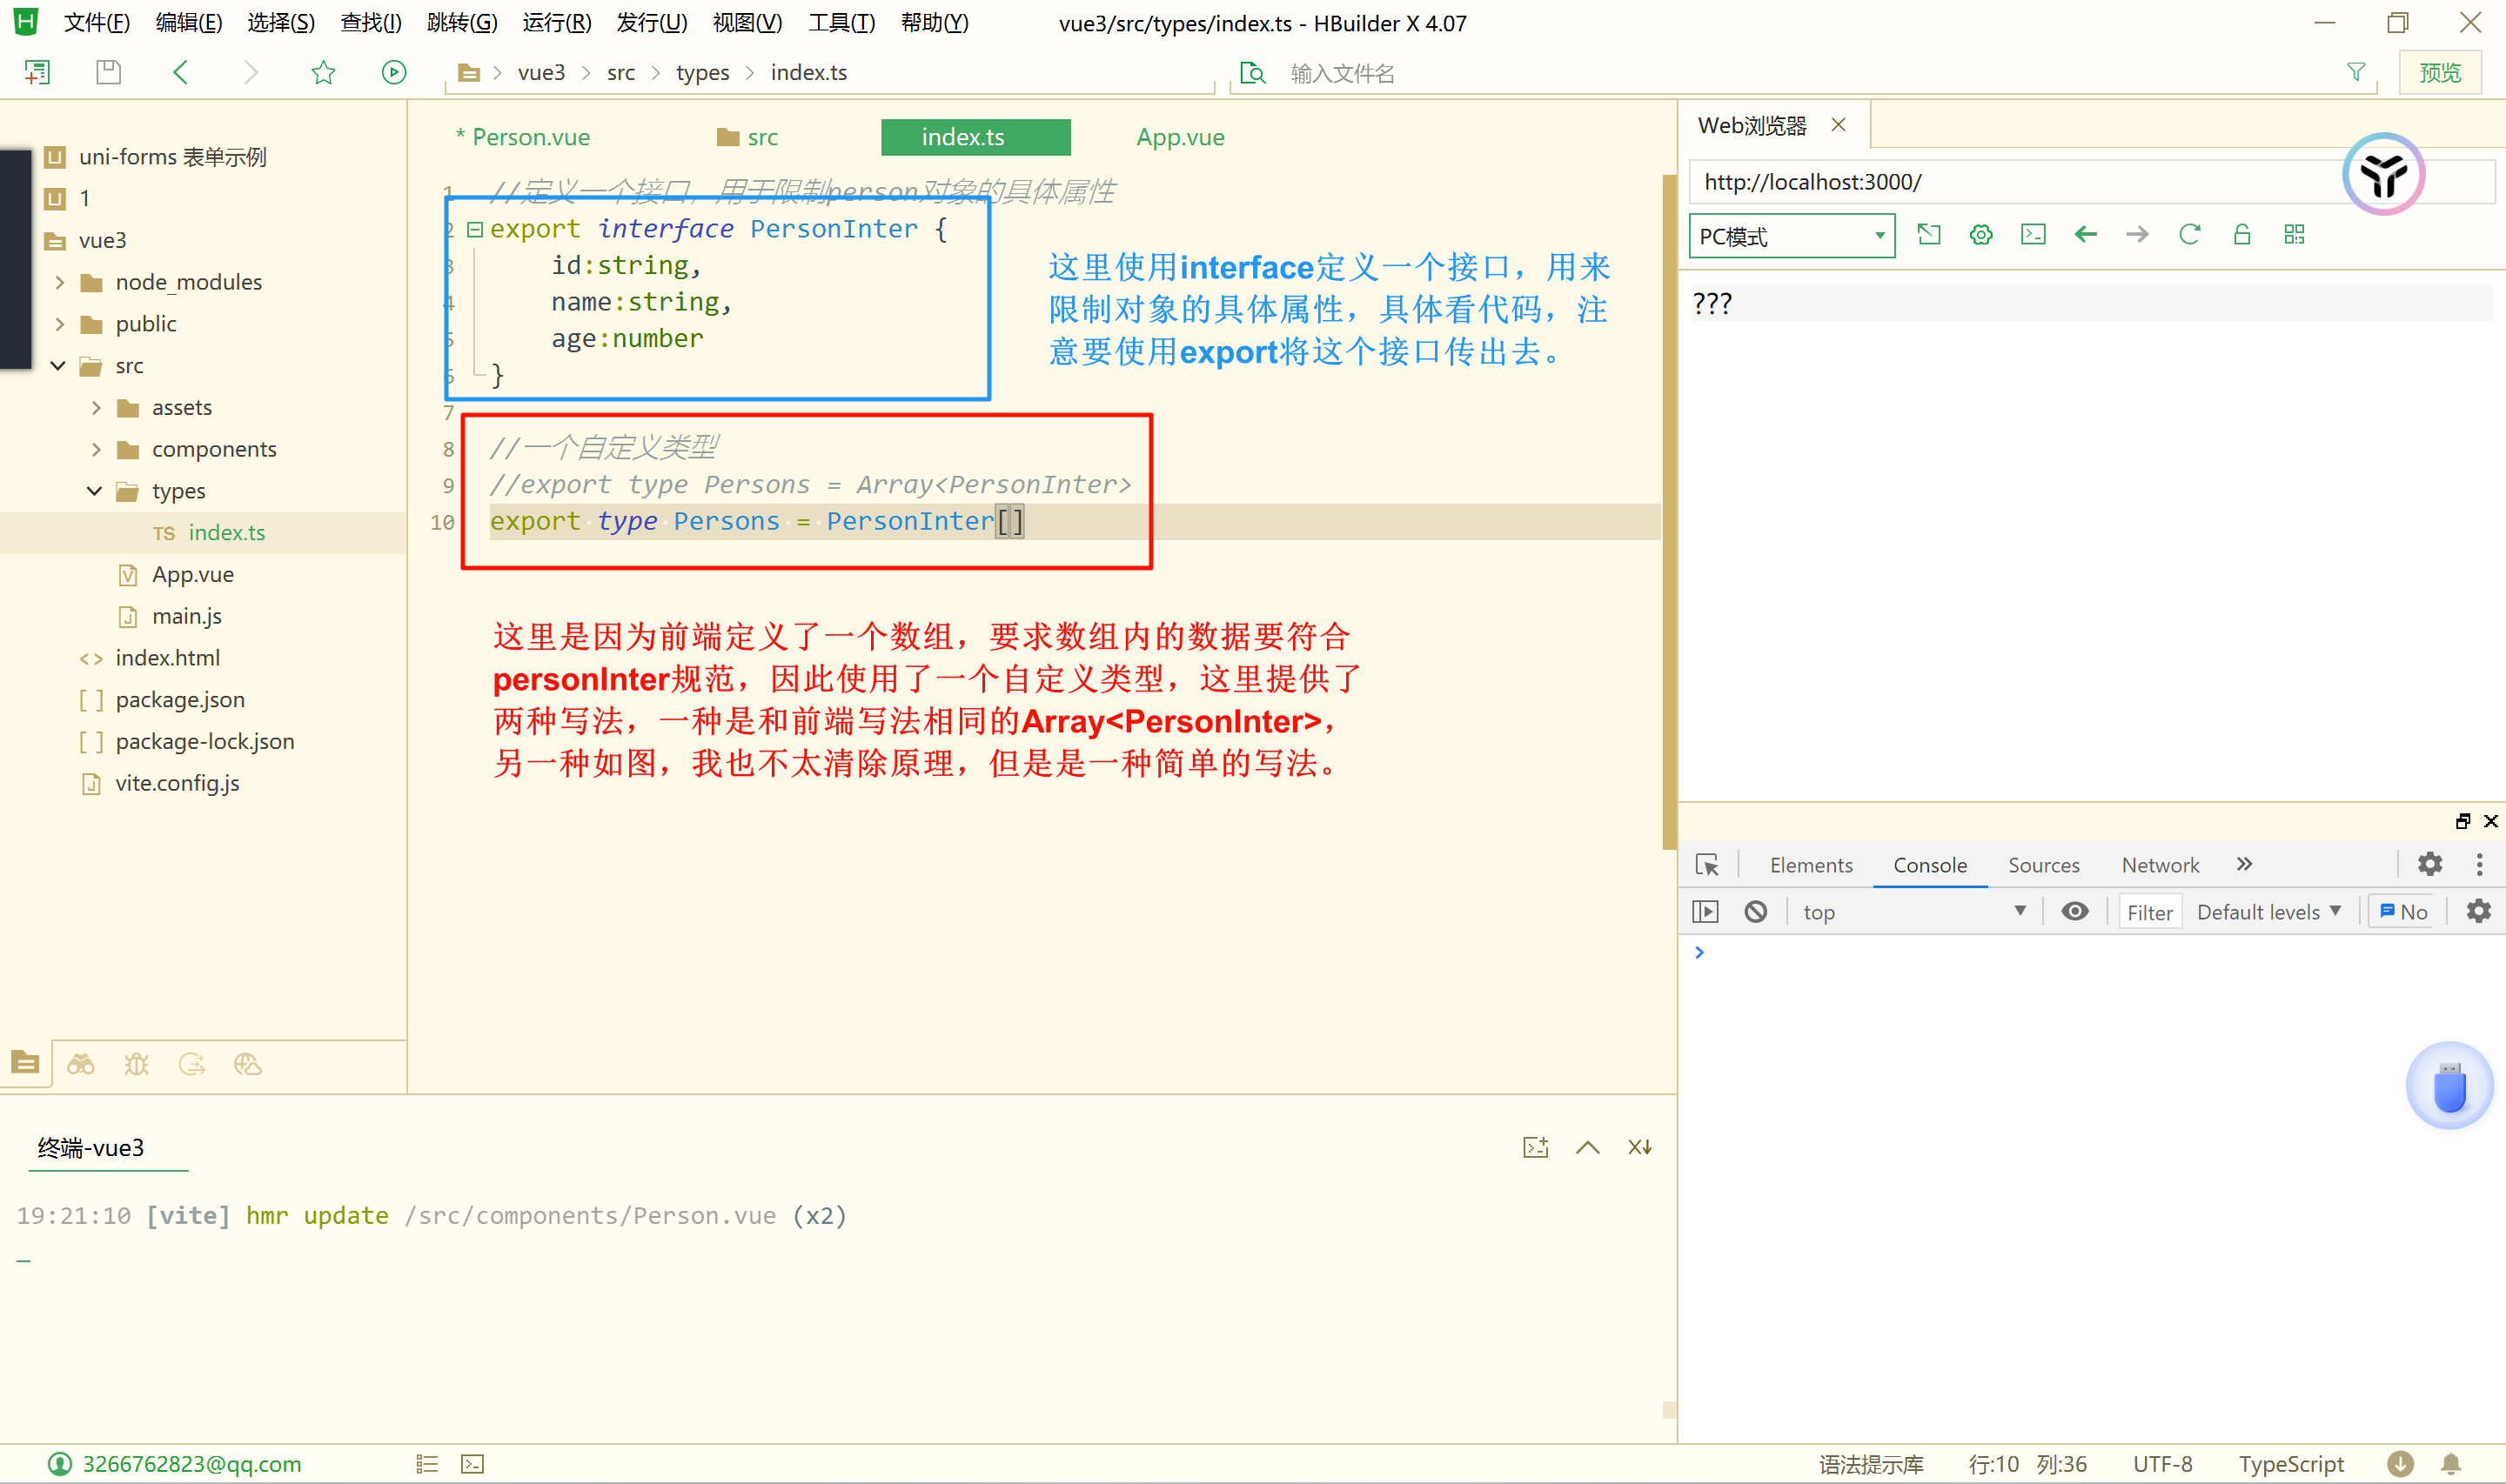 文件(F) 编辑(E) 选择(S) 查找(I) 跳转(G) 运行(R) 发行(U) 视图(V) 工具(T) 帮助(Y) vue3/src/types/index.ts - HBuilder X 4.07
vue3 src types index.ts 输入文件名 预览
uni-forms 表单示例
1
vue3
node_modules
public
src
assets
components
types
TS index.ts
App.vue
main.js
<> index.html
[ ] package.json
[ ] package-lock.json
vite.config.js
* Person.vue src index.ts App.vue
1 //定义一个接口，用于限制person对象的具体属性
2 export interface PersonInter {
3 id:string,
4 name:string,
5 age:number
6 }
7
8 //一个自定义类型
9 //export type Persons = Array<PersonInter>
10 export type Persons = PersonInter[]
这里使用interface定义一个接口，用来
限制对象的具体属性，具体看代码，注
意要使用export将这个接口传出去。
这里是因为前端定义了一个数组，要求数组内的数据要符合
personInter规范，因此使用了一个自定义类型，这里提供了
两种写法，一种是和前端写法相同的Array<PersonInter>，
另一种如图，我也不太清除原理，但是是一种简单的写法。
Web浏览器
http://localhost:3000/
PC模式
???
Elements Console Sources Network
top Filter Default levels No
终端-vue3
19:21:10 [vite] hmr update /src/components/Person.vue (x2)
3266762823@qq.com 语法提示库 行:10 列:36 UTF-8 TypeScript